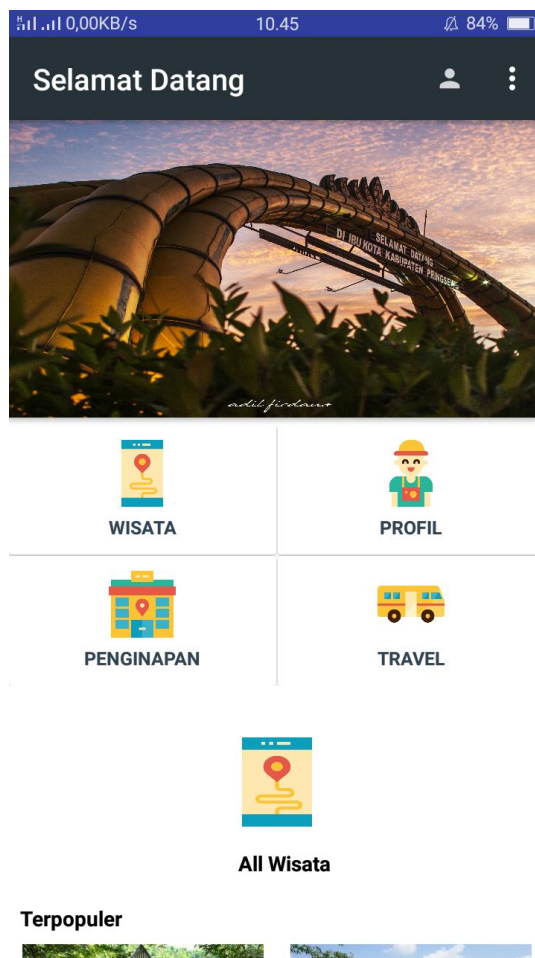 0,00KB/s 10.45 84%
Selamat Datang
SELAMAT DATANG
DI IBU KOTA KABUPATEN PRINGSEWU
adil firdaus
WISATA PROFIL
PENGINAPAN TRAVEL
All Wisata
Terpopuler